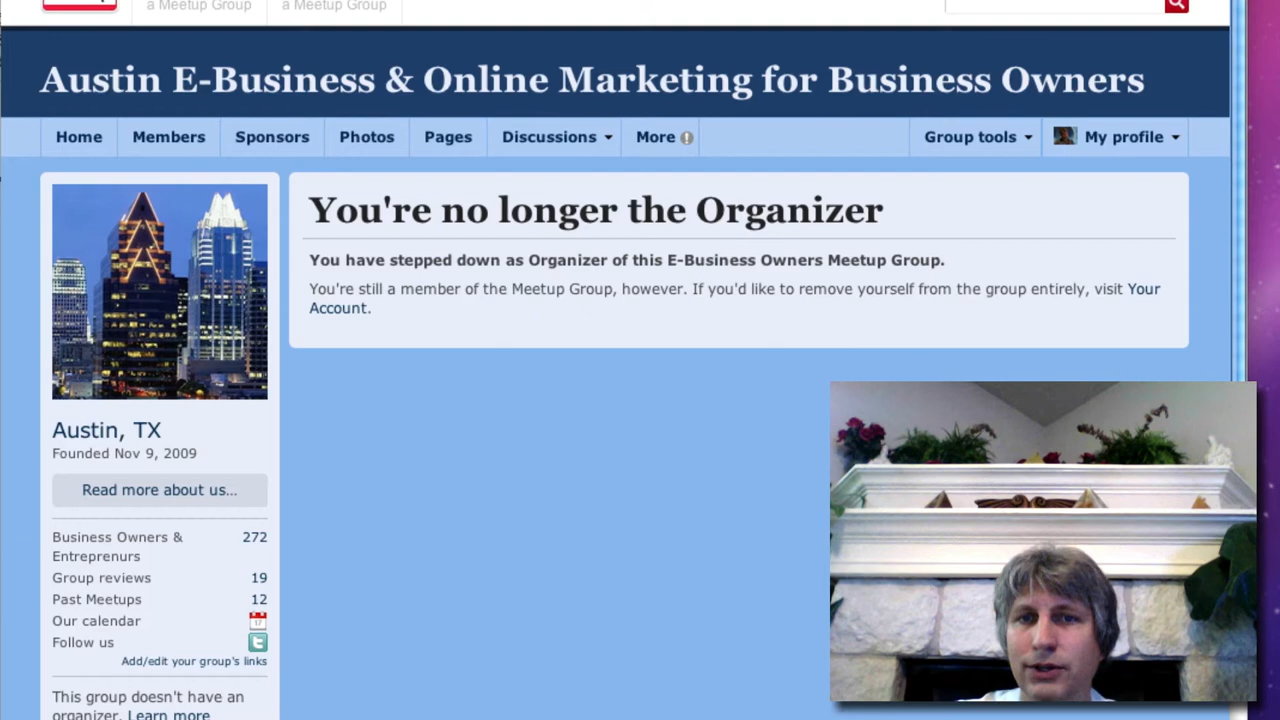 a Meetup Group
a Meetup Group
Austin E-Business & Online Marketing for Business Owners
Home Members Sponsors Photos Pages Discussions More Group tools My profile
You're no longer the Organizer
You have stepped down as Organizer of this E-Business Owners Meetup Group.
You're still a member of the Meetup Group, however. If you'd like to remove yourself from the group entirely, visit Your
Account.
Austin, TX
Founded Nov 9, 2009
Read more about us...
Business Owners & 272
Entreprenurs
Group reviews 19
Past Meetups 12
Our calendar 17
Follow us
Add/edit your group's links
This group doesn't have an
organizer. Learn more